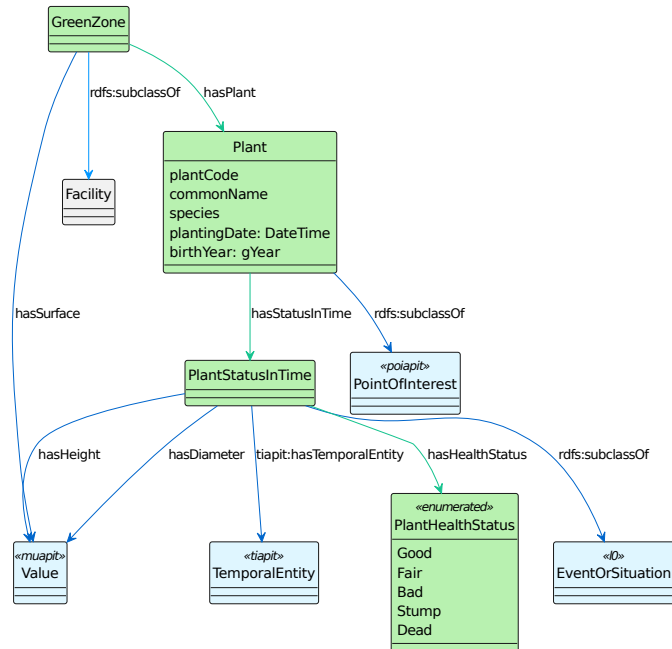 GreenZone
rdfs:subclassOf
hasPlant
Plant
plantCode
commonName
species
plantingDate: DateTime
birthYear: gYear
Facility
hasSurface
hasStatusInTime
rdfs:subclassOf
PlantStatusInTime
«poiapit»
PointOfInterest
hasHeight
hasDiameter
tiapit:hasTemporalEntity
hasHealthStatus
rdfs:subclassOf
«muapit»
Value
«tiapit»
TemporalEntity
«enumerated»
PlantHealthStatus
Good
Fair
Bad
Stump
Dead
«l0»
EventOrSituation